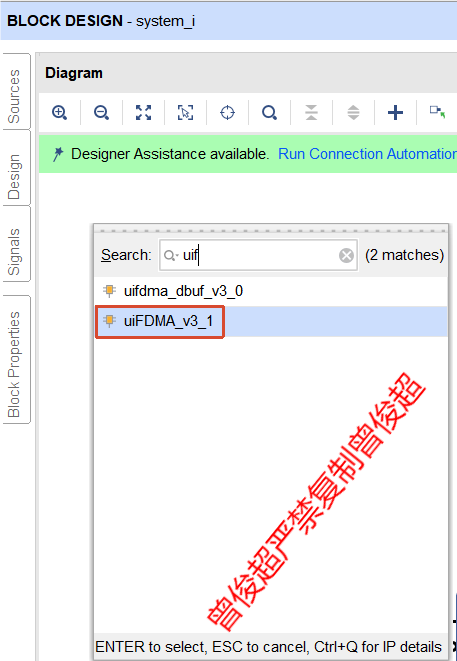 BLOCK DESIGN - system_i
Sources
Design
Signals
Block Properties
Diagram
Designer Assistance available. Run Connection Automation
Search: uif (2 matches)
uifdma_dbuf_v3_0
uiFDMA_v3_1
曾俊超严禁复制曾俊超
ENTER to select, ESC to cancel, Ctrl+Q for IP details